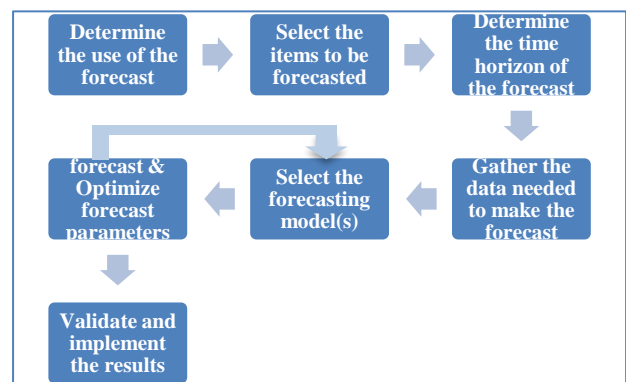 Determine
the use of the
forecast
Select the
items to be
forecasted
Determine
the time
horizon of
the forecast
Gather the
data needed
to make the
forecast
Select the
forecasting
model(s)
forecast &
Optimize
forecast
parameters
Validate and
implement
the results